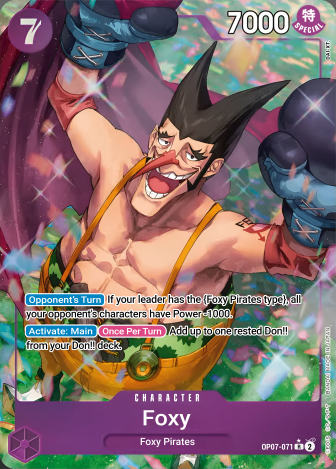 7
7000
特
SPECIAL
Opponent's Turn If your leader has the {Foxy Pirates type}, all
your opponent's characters have Power -1000.
Activate: Main Once Per Turn Add up to one rested Don!!
from your Don!! deck.
CHARACTER
Foxy
Foxy Pirates
OP07-071 R 2